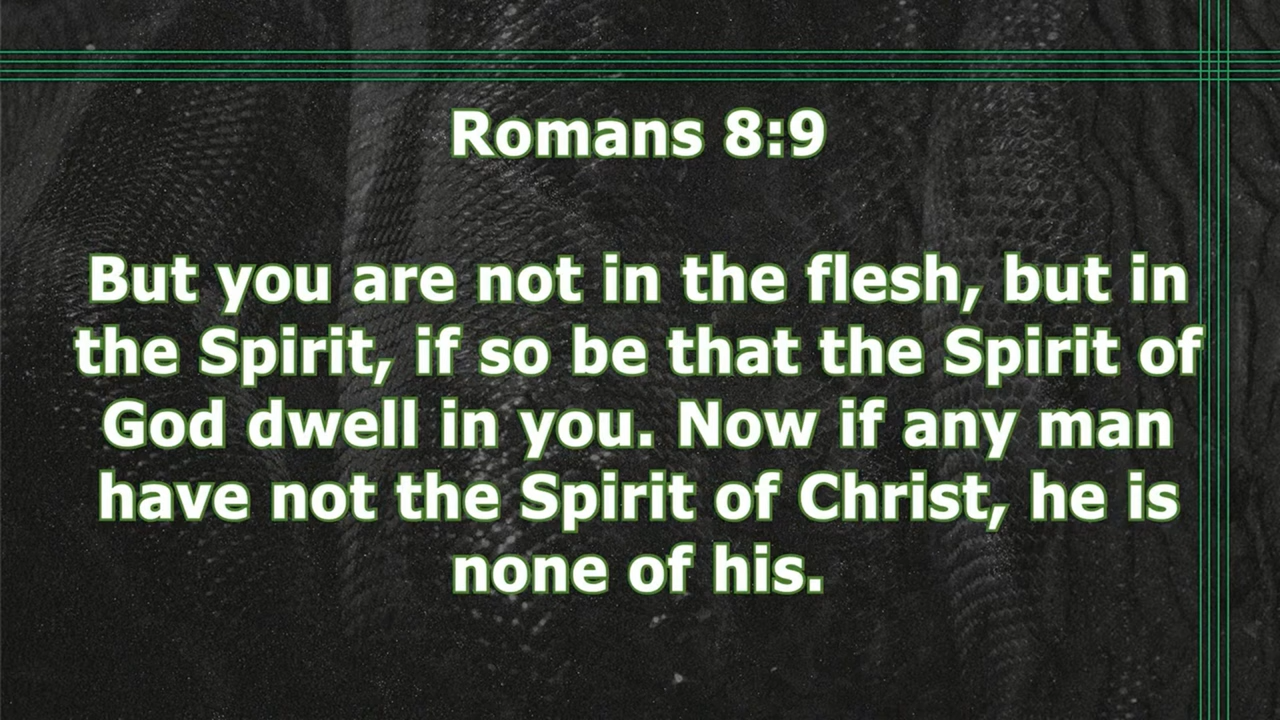 Romans 8:9
But you are not in the flesh, but in
the Spirit, if so be that the Spirit of
God dwell in you. Now if any man
have not the Spirit of Christ, he is
none of his.